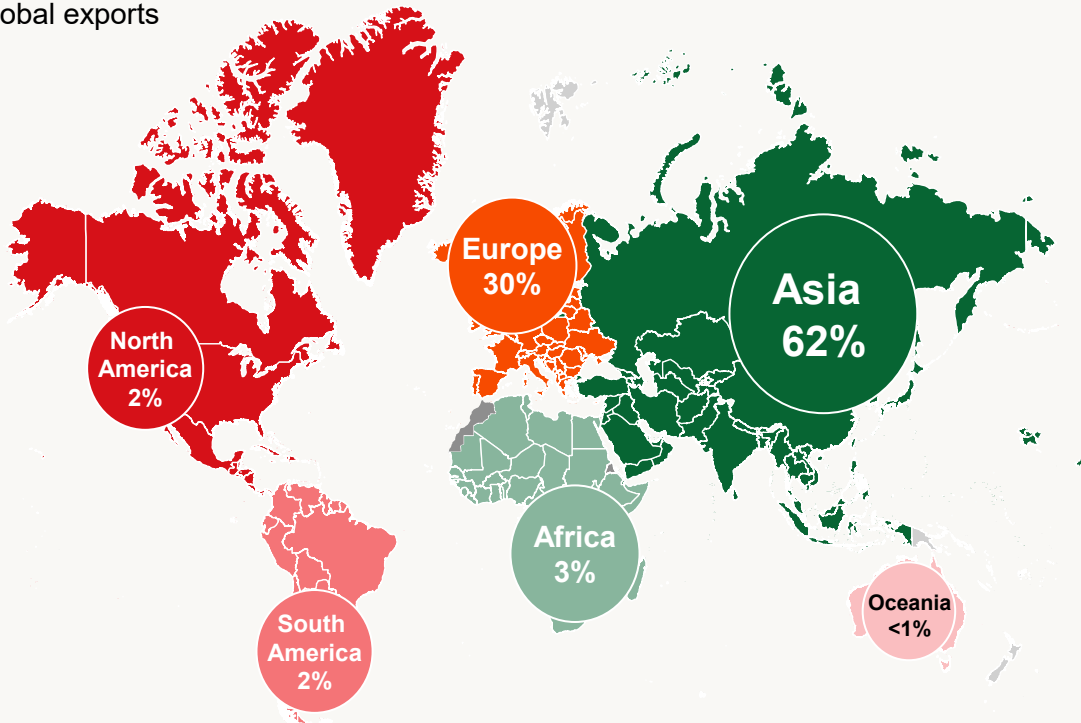 obal exports
Europe
30%
Asia
62%
North
America
2%
Africa
3%
Oceania
<1%
South
America
2%